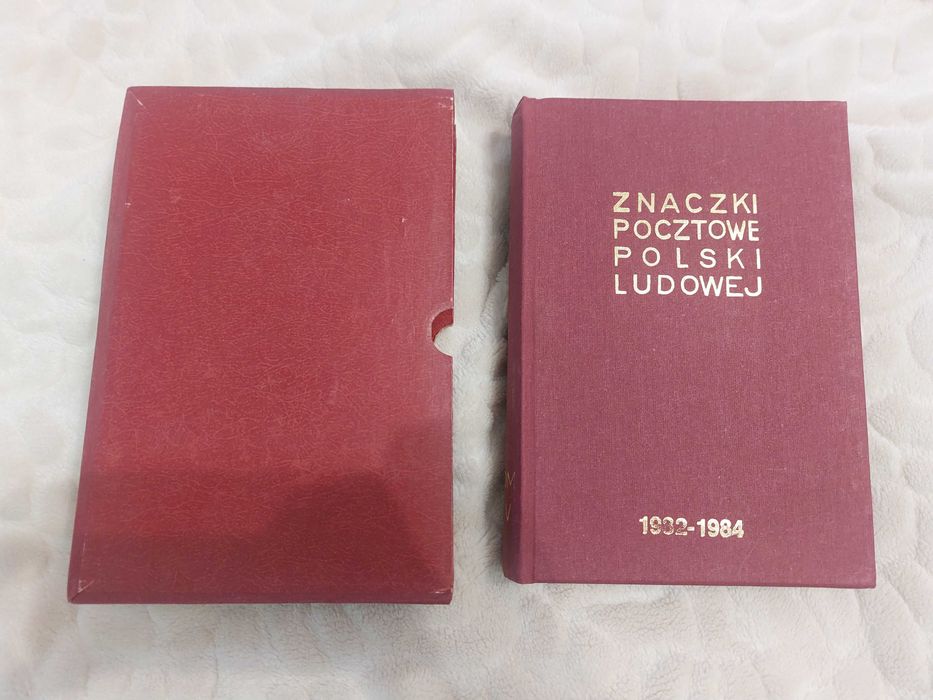 ZNACZKI
POCZTOWE
POLSKI
LUDOWEJ
1982-1984